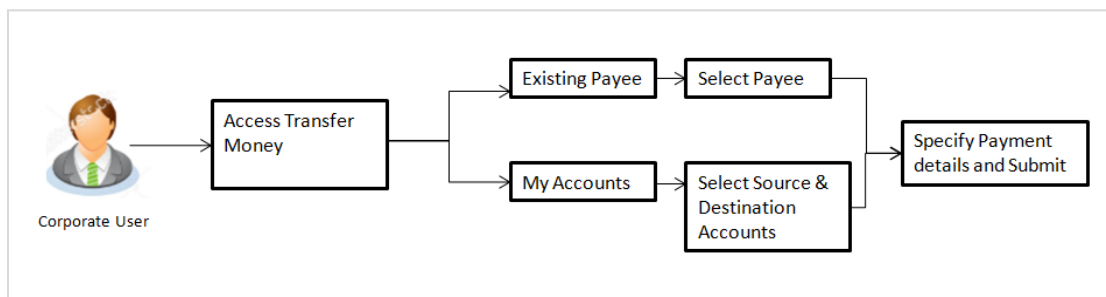 Existing Payee
Select Payee
Access Transfer
Money
Specify Payment
details and Submit
My Accounts
Select Source &
Destination
Accounts
Corporate User